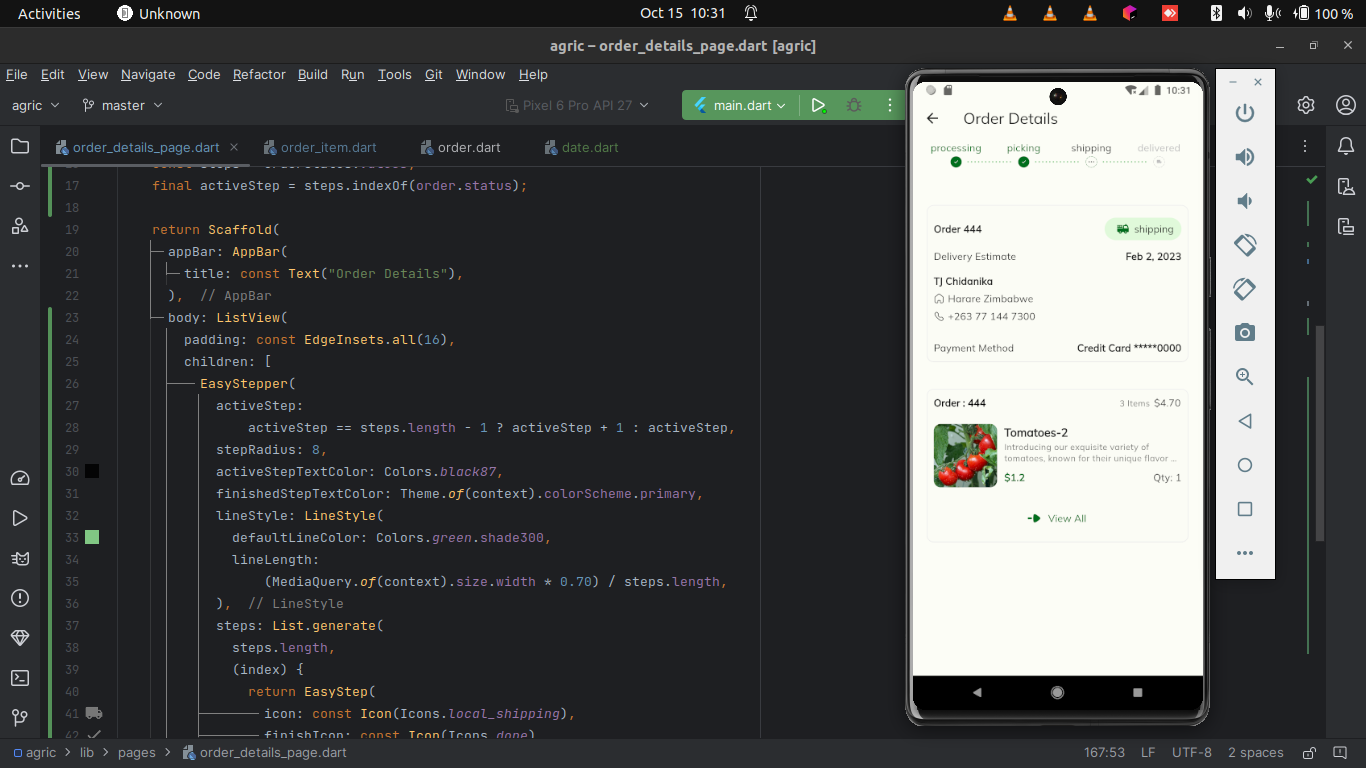 Activities
Unknown
Oct 15 10:31
100 %
agric – order_details_page.dart [agric]
File Edit View Navigate Code Refactor Build Run Tools Git Window Help
agric
master
Pixel 6 Pro API 27
main.dart
order_details_page.dart
order_item.dart
order.dart
date.dart
17 final activeStep = steps.indexOf(order.status);
18
19 return Scaffold(
20 appBar: AppBar(
21 title: const Text("Order Details"),
22 ), // AppBar
23 body: ListView(
24 padding: const EdgeInsets.all(16),
25 children: [
26 EasyStepper(
27 activeStep:
28 activeStep == steps.length - 1 ? activeStep + 1 : activeStep,
29 stepRadius: 8,
30 activeStepTextColor: Colors.black87,
31 finishedStepTextColor: Theme.of(context).colorScheme.primary,
32 lineStyle: LineStyle(
33 defaultLineColor: Colors.green.shade300,
34 lineLength:
35 (MediaQuery.of(context).size.width * 0.70) / steps.length,
36 ), // LineStyle
37 steps: List.generate(
38 steps.length,
39 (index) {
40 return EasyStep(
41 icon: const Icon(Icons.local_shipping),
42 finishIcon: const Icon(Icons.done)
10:31
Order Details
processing picking shipping delivered
Order 444
shipping
Delivery Estimate Feb 2, 2023
TJ Chidanika
Harare Zimbabwe
+263 77 144 7300
Payment Method Credit Card *****0000
Order : 444 3 Items $4.70
Tomatoes-2
Introducing our exquisite variety of
tomatoes, known for their unique flavor ...
$1.2 Qty: 1
View All
agric > lib > pages > order_details_page.dart
167:53 LF UTF-8 2 spaces